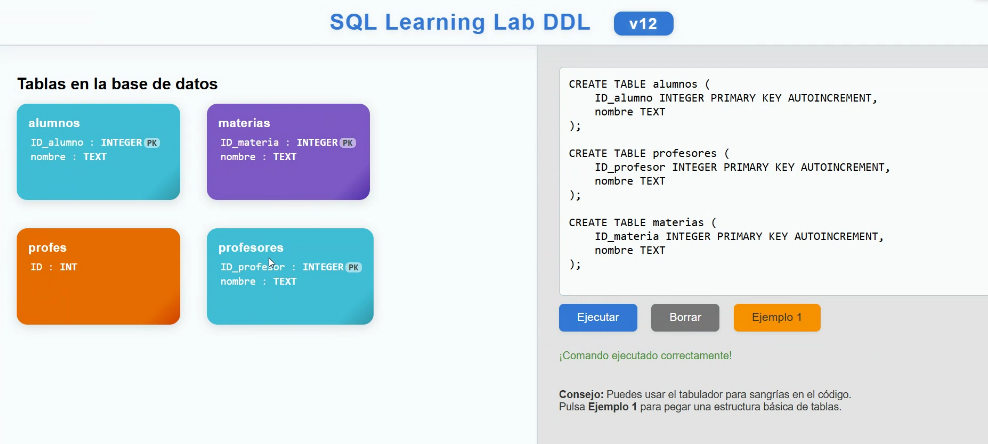 SQL Learning Lab DDL v12
Tablas en la base de datos
alumnos
ID_alumno : INTEGER PK
nombre : TEXT
materias
ID_materia : INTEGER PK
nombre : TEXT
profes
ID : INT
profesores
ID_profesor : INTEGER PK
nombre : TEXT
CREATE TABLE alumnos (
    ID_alumno INTEGER PRIMARY KEY AUTOINCREMENT,
    nombre TEXT
);
CREATE TABLE profesores (
    ID_profesor INTEGER PRIMARY KEY AUTOINCREMENT,
    nombre TEXT
);
CREATE TABLE materias (
    ID_materia INTEGER PRIMARY KEY AUTOINCREMENT,
    nombre TEXT
);
Ejecutar Borrar Ejemplo 1
¡Comando ejecutado correctamente!
Consejo: Puedes usar el tabulador para sangrías en el código.
Pulsa Ejemplo 1 para pegar una estructura básica de tablas.